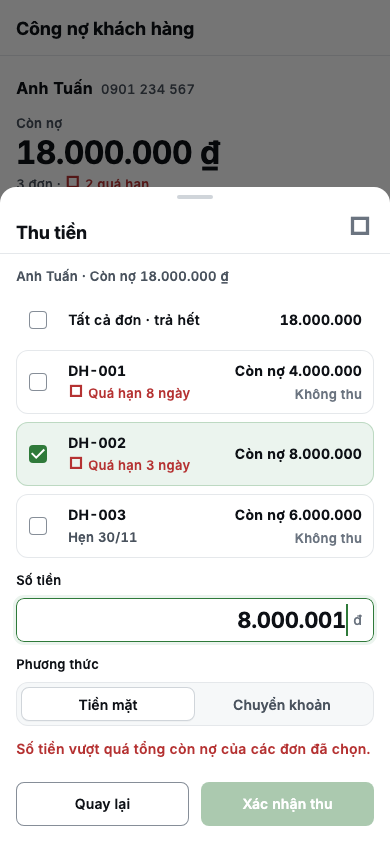 Công nợ khách hàng
Anh Tuấn 0901 234 567
Còn nợ
18.000.000 ₫
3 đơn · 2 quá hạn
Thu tiền
Anh Tuấn · Còn nợ 18.000.000 ₫
Tất cả đơn · trả hết 18.000.000
DH-001 Còn nợ 4.000.000
Quá hạn 8 ngày Không thu
DH-002
Quá hạn 3 ngày Còn nợ 8.000.000
DH-003 Còn nợ 6.000.000
Hẹn 30/11 Không thu
Số tiền
8.000.001 đ
Phương thức
Tiền mặt Chuyển khoản
Số tiền vượt quá tổng còn nợ của các đơn đã chọn.
Quay lại Xác nhận thu